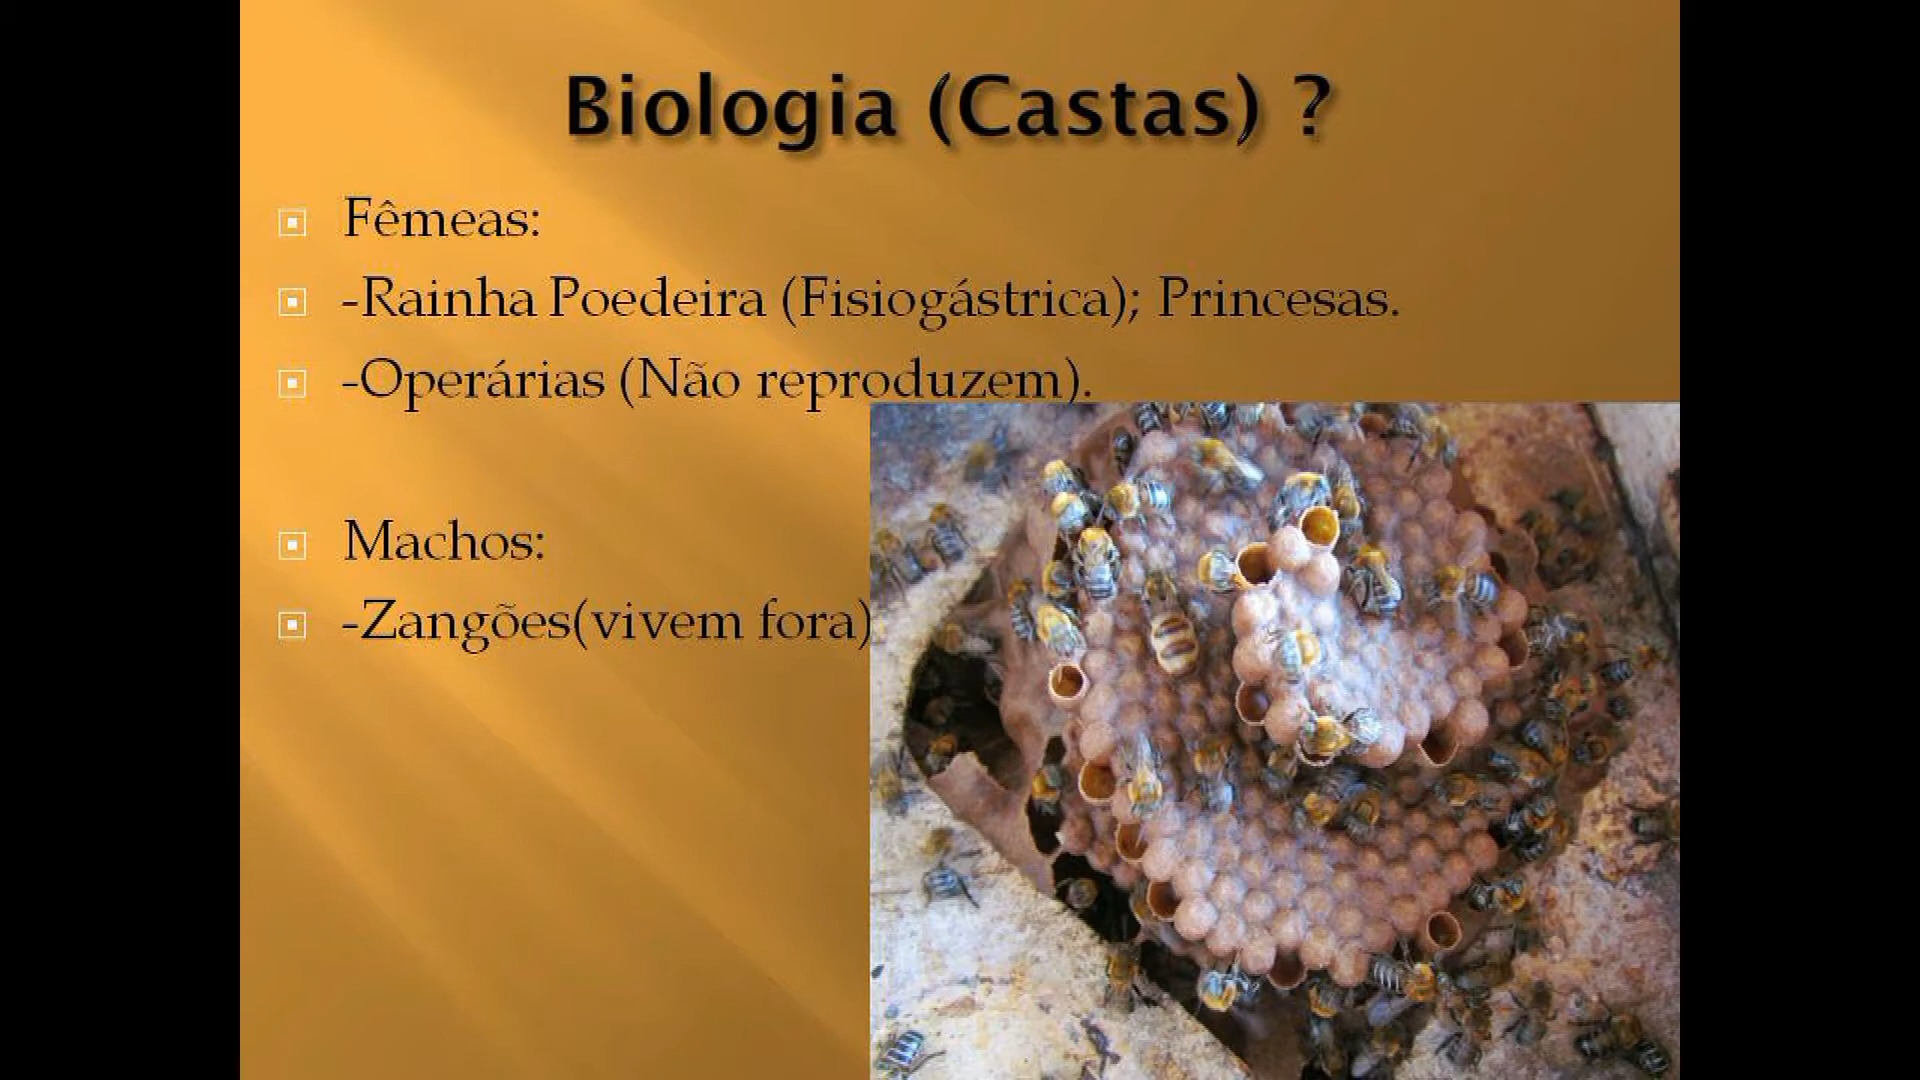 Biologia (Castas) ?
Fêmeas:
-Rainha Poedeira (Fisiogástrica); Princesas.
-Operárias (Não reproduzem).
Machos:
-Zangões(vivem fora)